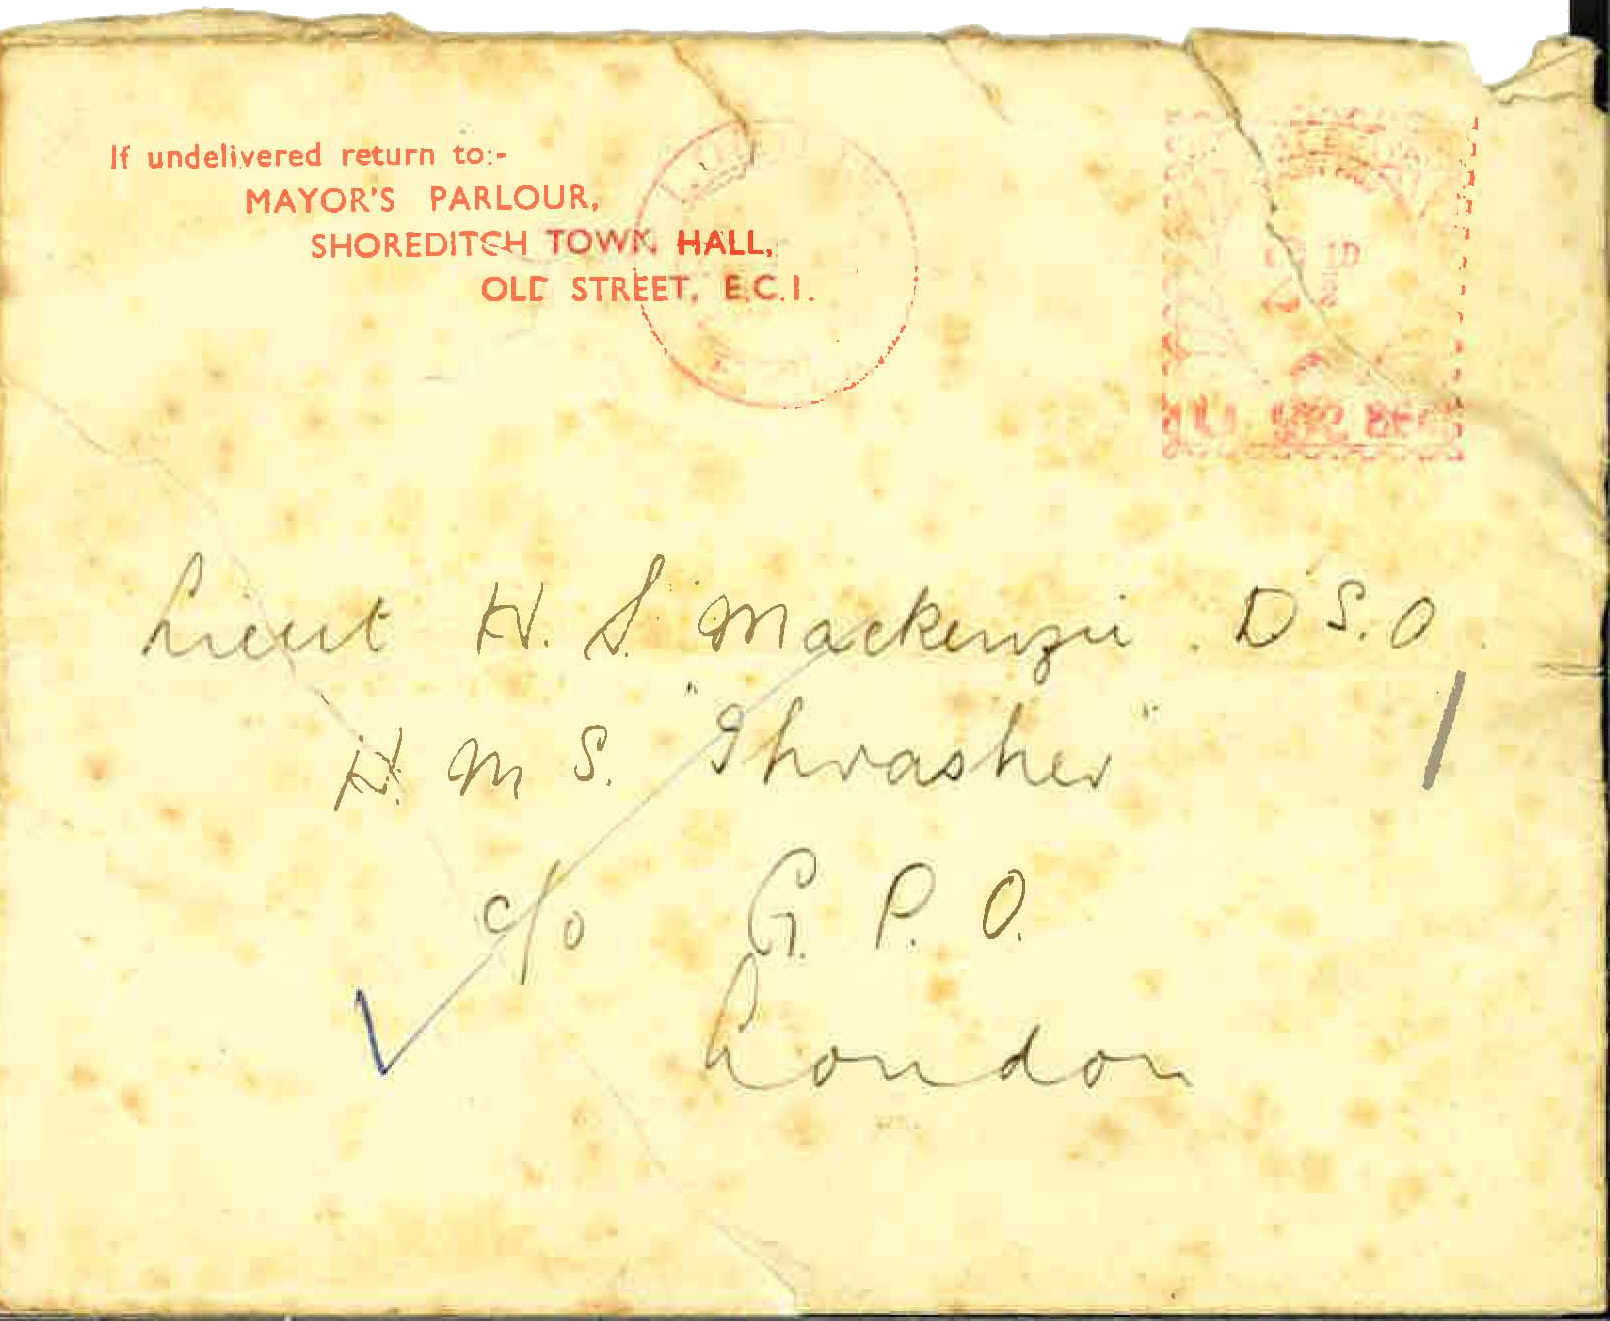 If undelivered return to:-
MAYOR'S PARLOUR,
SHOREDITCH TOWN HALL,
OLD STREET, E.C.1.
Lieut H. S. Mackenzie . D.S.O.
H. M. S. "Thrasher"
c/o G. P. O.
London